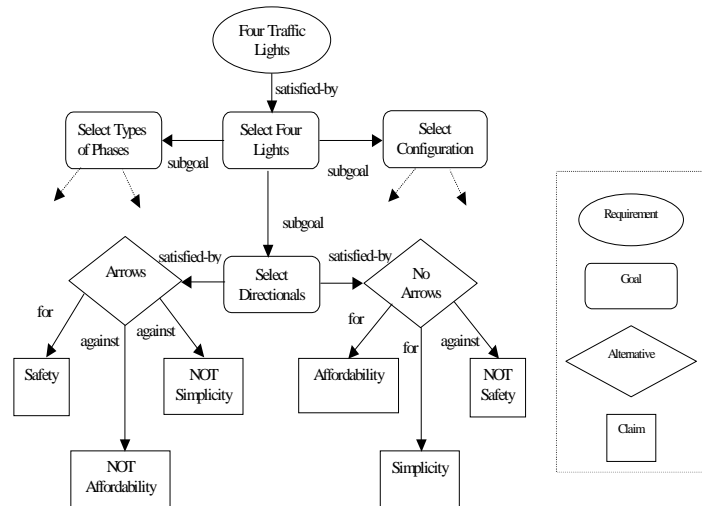 Four Traffic
Lights
satisfied-by
Select Types
of Phases
subgoal
Select Four
Lights
subgoal
Select
Configuration
subgoal
Arrows
satisfied-by
Select
Directionals
satisfied-by
No
Arrows
for
against
against
for
for
against
Safety
NOT
Simplicity
Affordability
NOT
Safety
NOT
Affordability
Simplicity
Requirement
Goal
Alternative
Claim